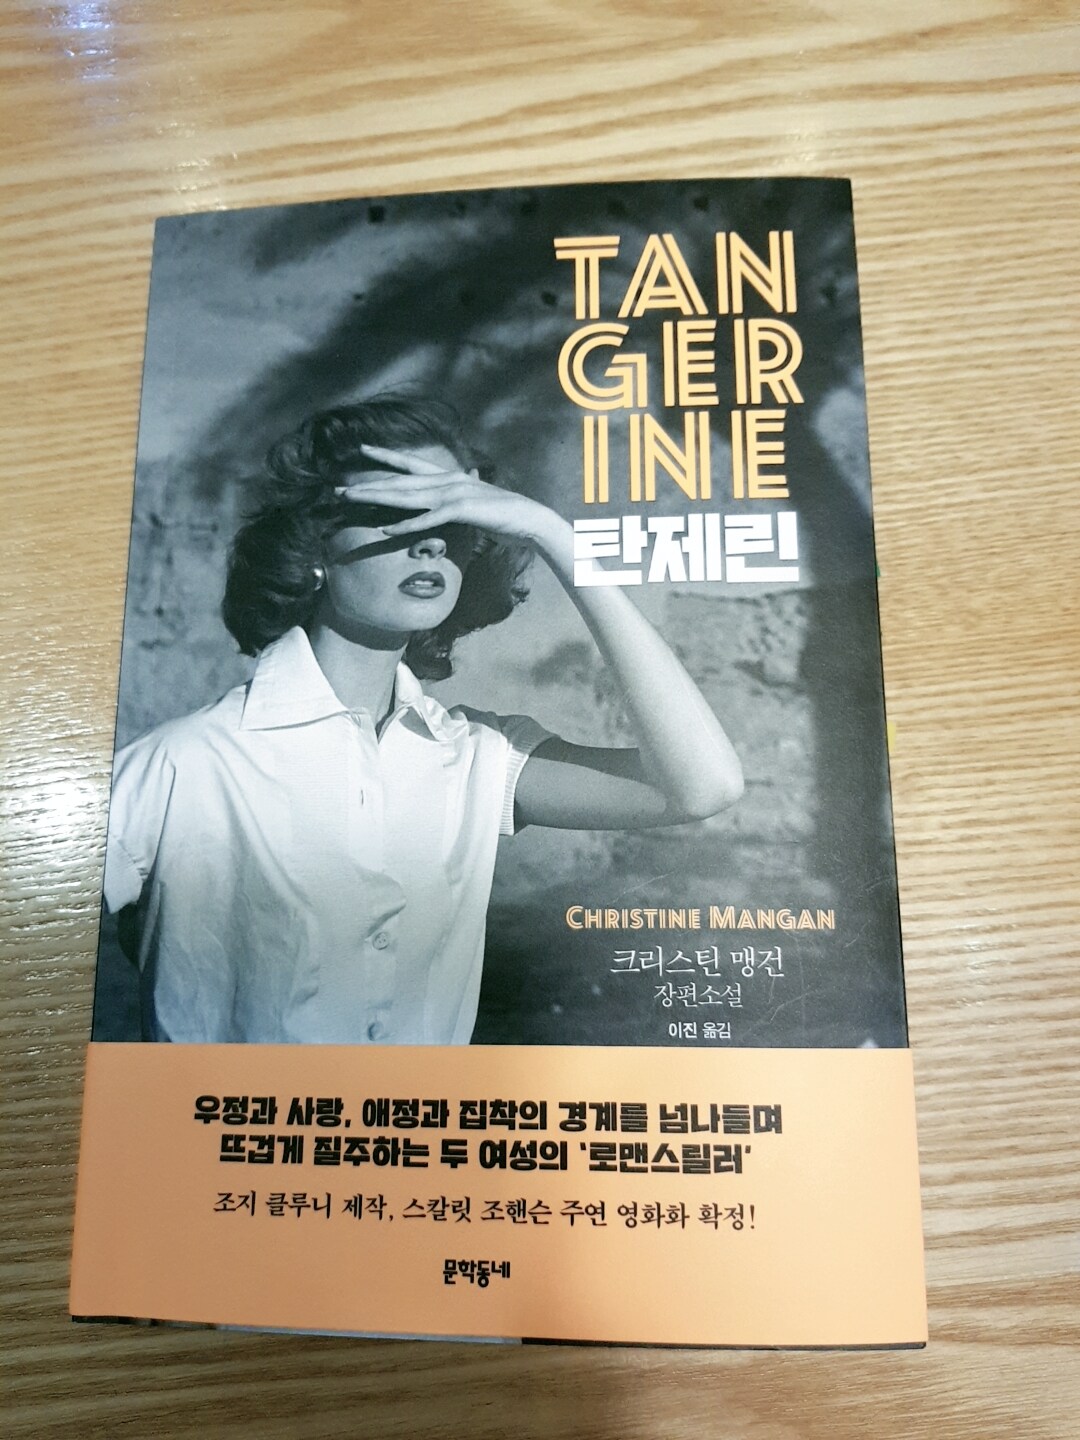 TAN
GER
INE
탄제린
CHRISTINE MANGAN
크리스틴 맹건
장편소설
이진 옮김
우정과 사랑, 애정과 집착의 경계를 넘나들며
뜨겁게 질주하는 두 여성의 '로맨스릴러'
조지 클루니 제작, 스칼릿 조핸슨 주연 영화화 확정!
문학동네